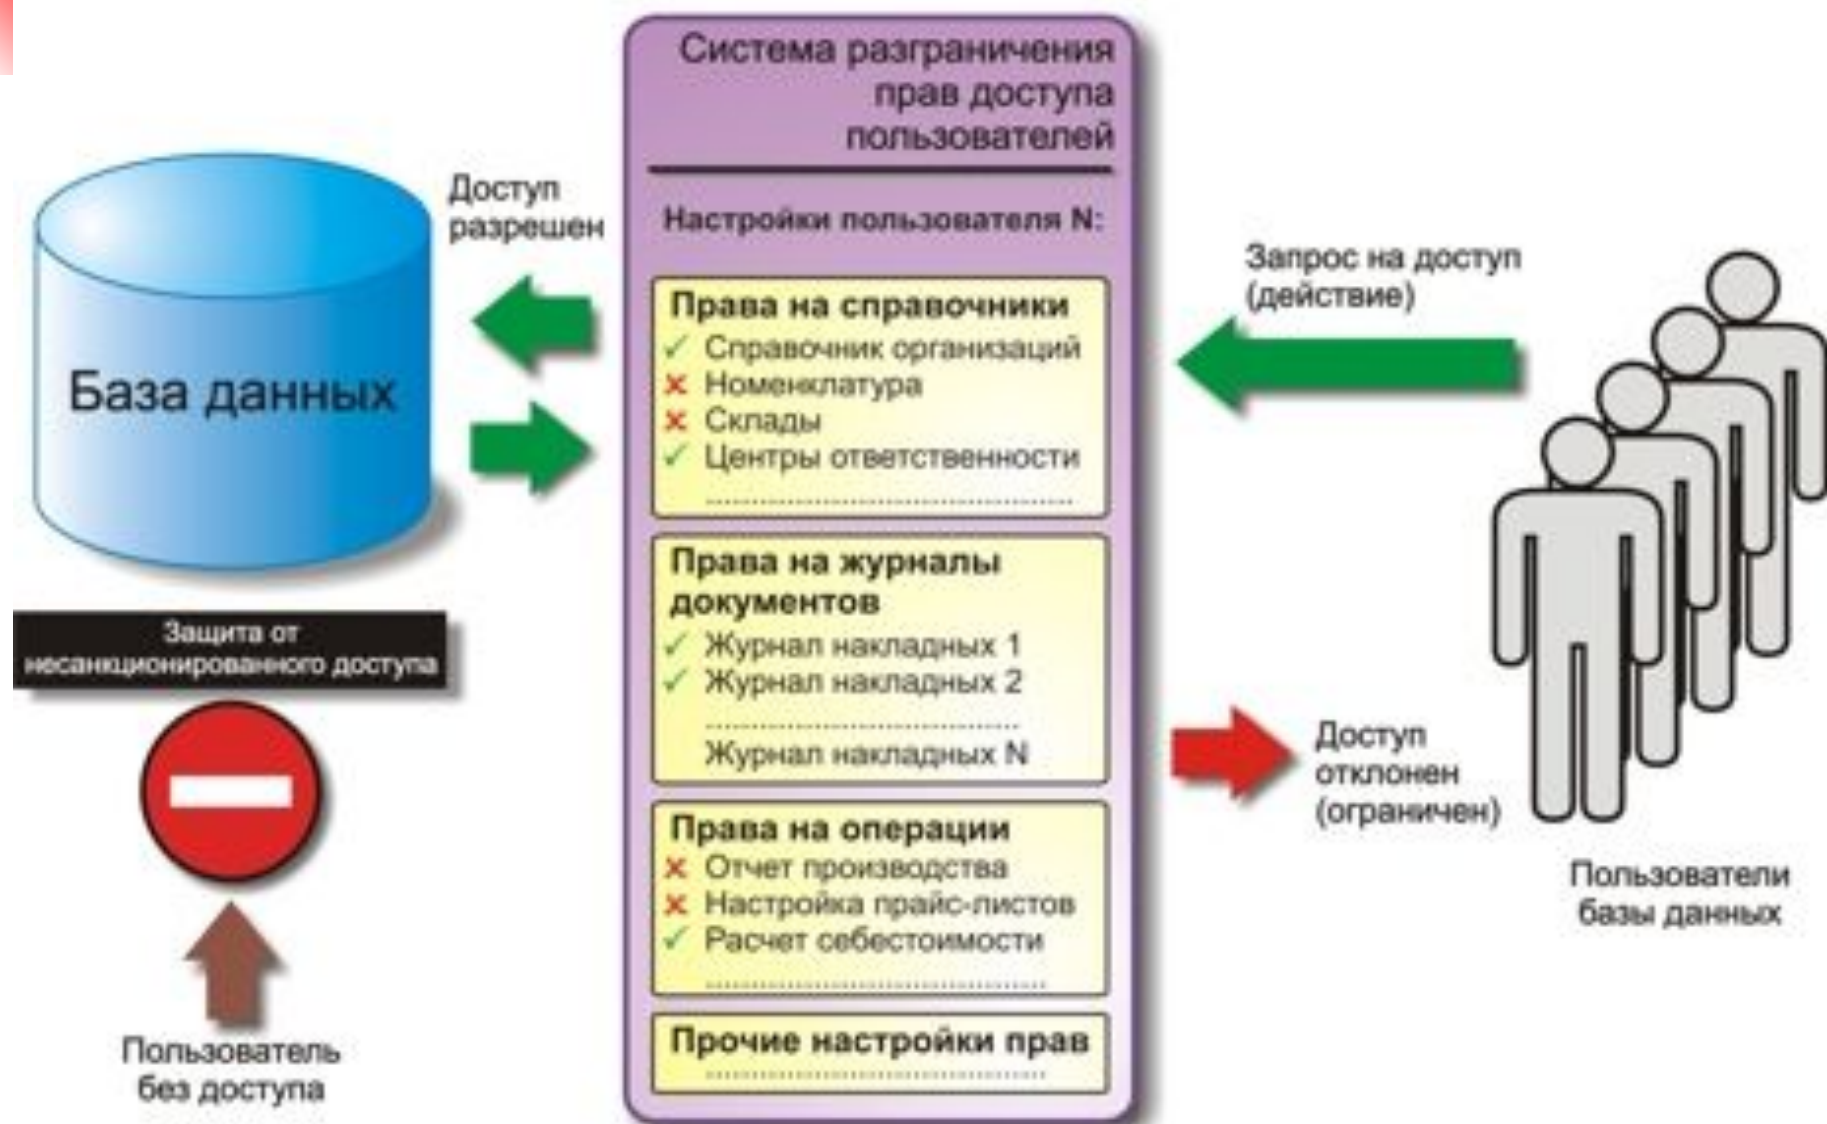 Система разграничения
прав доступа
пользователей
Настройки пользователя N:
Права на справочники
✓ Справочник организаций
✗ Номенклатура
✗ Склады
✓ Центры ответственности
.....................................
Права на журналы
документов
✓ Журнал накладных 1
✓ Журнал накладных 2
................................
Журнал накладных N
Права на операции
✗ Отчет производства
✗ Настройка прайс-листов
✓ Расчет себестоимости
...................................
Прочие настройки прав
...................................
Доступ
разрешен
База данных
Защита от
несанкционированного доступа
Пользователь
без доступа
Запрос на доступ
(действие)
Доступ
отклонен
(ограничен)
Пользователи
базы данных